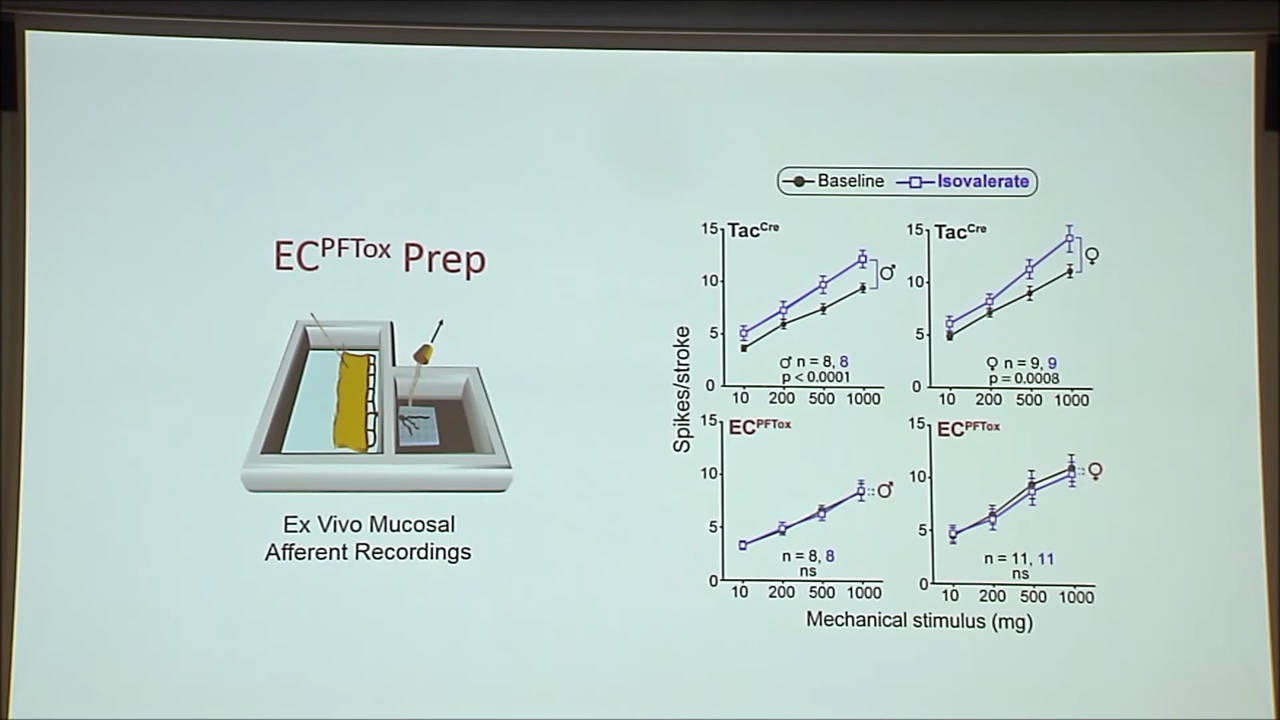 Baseline Isovalerate
EC^PFTox Prep
Ex Vivo Mucosal
Afferent Recordings
Spikes/stroke
15 Tac^Cre
10
5
0
♂
♂ n = 8, 8
p < 0.0001
10 200 500 1000
15 Tac^Cre
10
5
0
♀
♀ n = 9, 9
p = 0.0008
10 200 500 1000
15 EC^PFTox
10
5
0
♂
n = 8, 8
ns
10 200 500 1000
15 EC^PFTox
10
5
0
♀
n = 11, 11
ns
10 200 500 1000
Mechanical stimulus (mg)